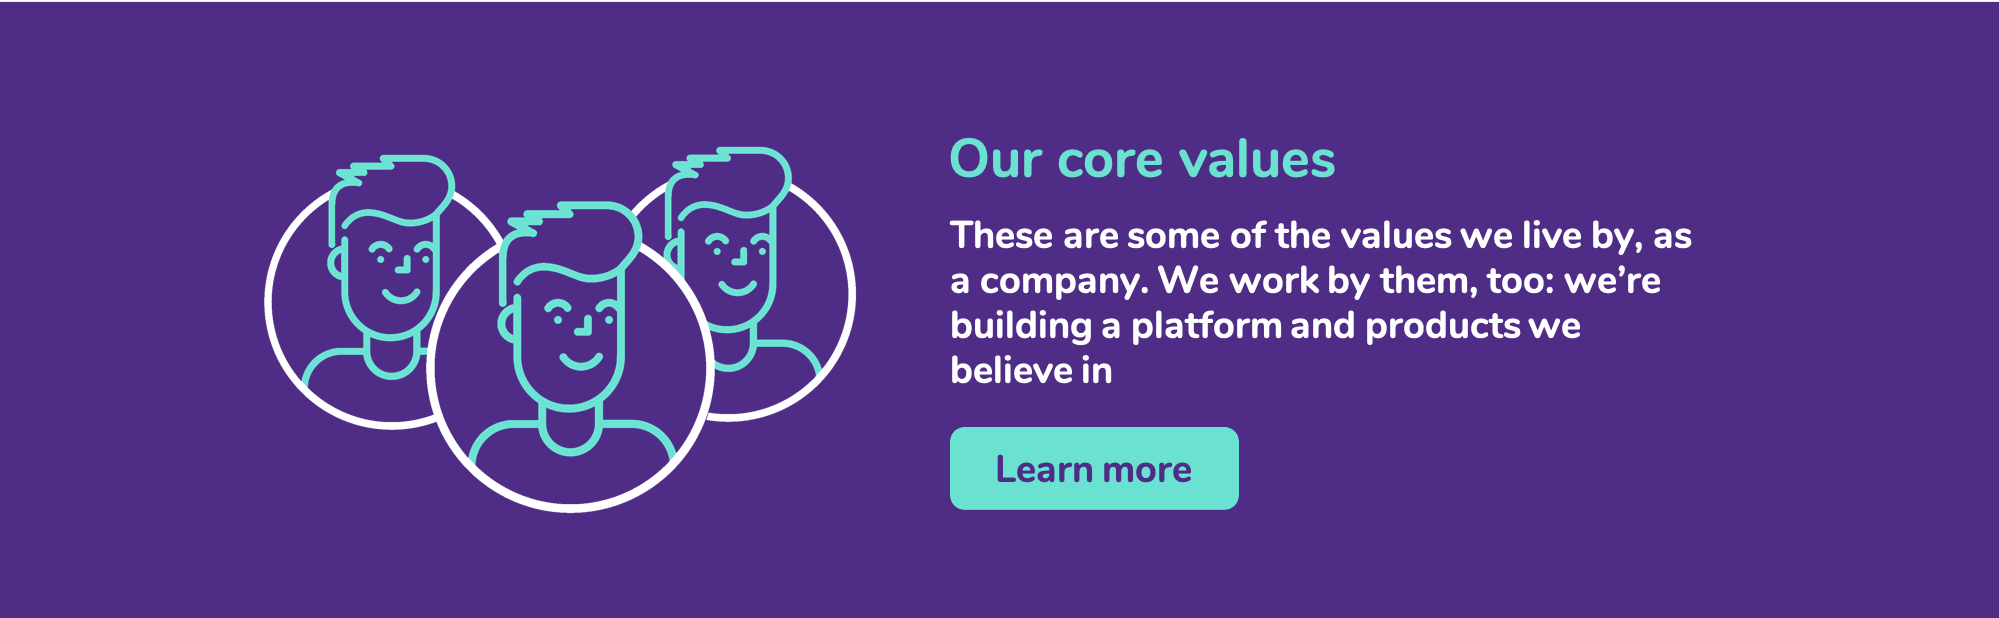 Our core values
These are some of the values we live by, as
a company. We work by them, too: we’re
building a platform and products we
believe in
Learn more